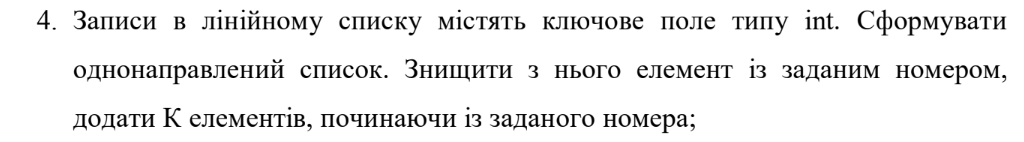 4. Записи в лінійному списку містять ключове поле типу int. Сформувати
однонаправлений список. Знищити з нього елемент із заданим номером,
додати К елементів, починаючи із заданого номера;